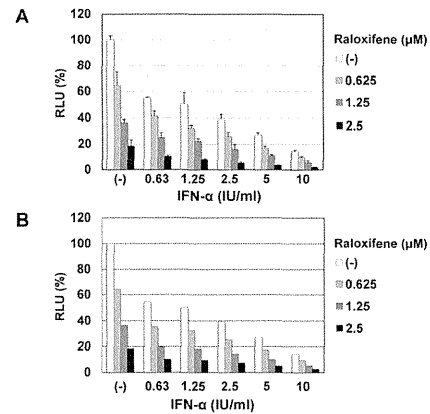 A
Raloxifene (µM)
(-)
0.625
1.25
2.5
RLU (%)
120
100
80
60
40
20
0
(-) 0.63 1.25 2.5 5 10
IFN-α (IU/ml)
B
Raloxifene (µM)
(-)
0.625
1.25
2.5
RLU (%)
120
100
80
60
40
20
0
(-) 0.63 1.25 2.5 5 10
IFN-α (IU/ml)